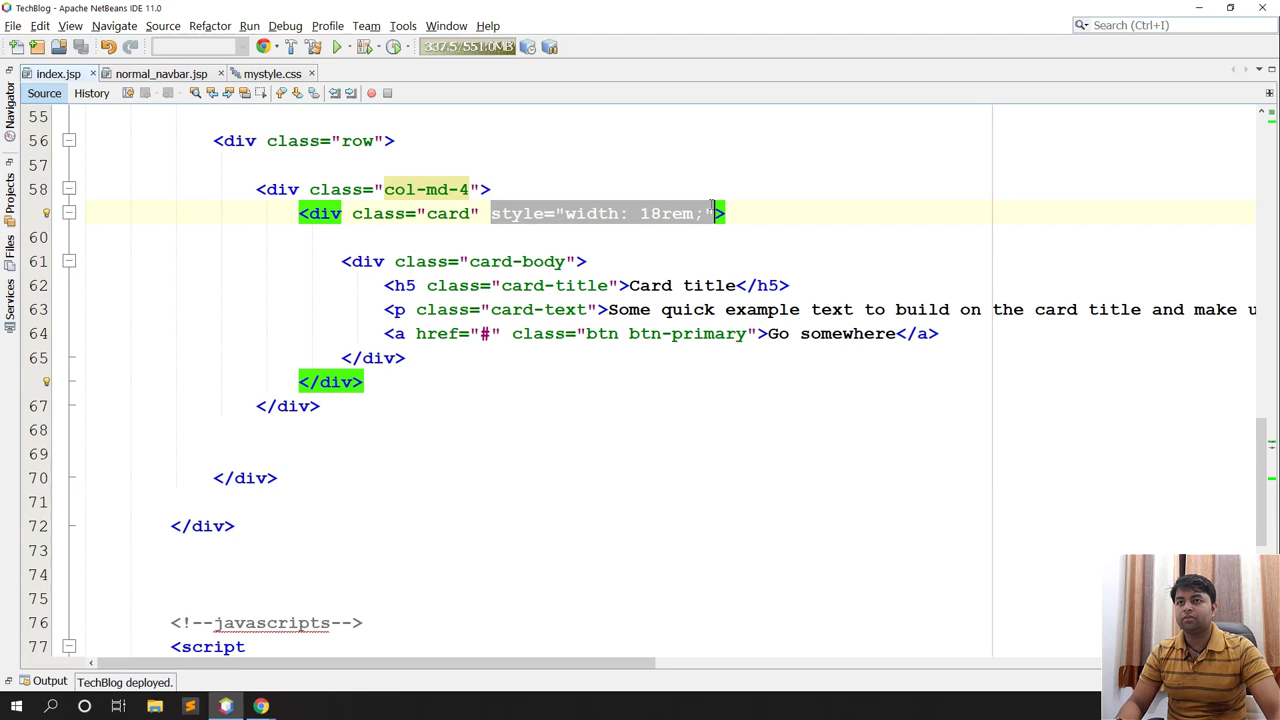 TechBlog - Apache NetBeans IDE 11.0
File Edit View Navigate Source Refactor Run Debug Profile Team Tools Window Help
Search (Ctrl+I)
337.5/551.0MB
index.jsp normal_navbar.jsp mystyle.css
Source History
Navigator
Projects
Files
Services
55
56 <div class="row">
57
58 <div class="col-md-4">
<div class="card" style="width: 18rem;">
60
61 <div class="card-body">
62 <h5 class="card-title">Card title</h5>
63 <p class="card-text">Some quick example text to build on the card title and make u
64 <a href="#" class="btn btn-primary">Go somewhere</a>
65 </div>
</div>
67 </div>
68
69
70 </div>
71
72 </div>
73
74
75
76 <!--javascripts-->
77 <script
Output TechBlog deployed.